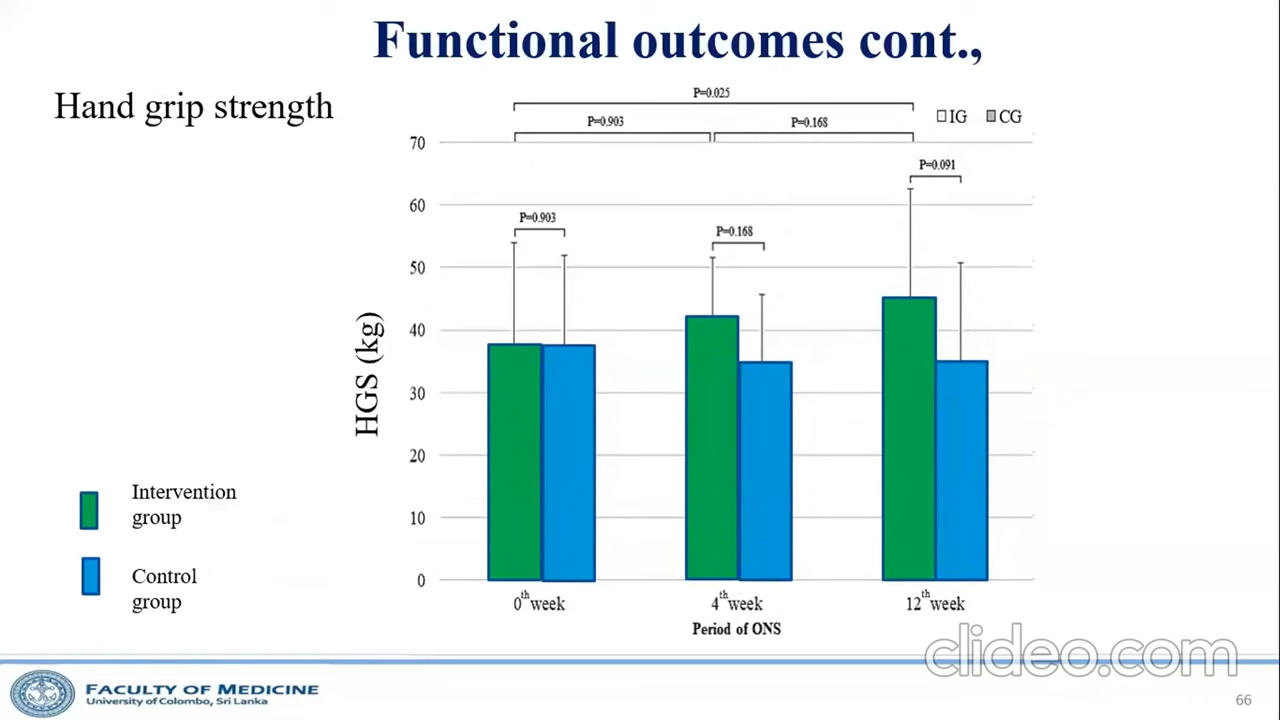 Functional outcomes cont.,
Hand grip strength
P=0.025
P=0.903
P=0.168
IG
CG
70
P=0.091
60
P=0.903
P=0.168
50
40
HGS (kg)
30
20
Intervention
group
10
Control
group
0
0th week
4th week
12th week
Period of ONS
clideo.com
FACULTY OF MEDICINE
University of Colombo, Sri Lanka
66